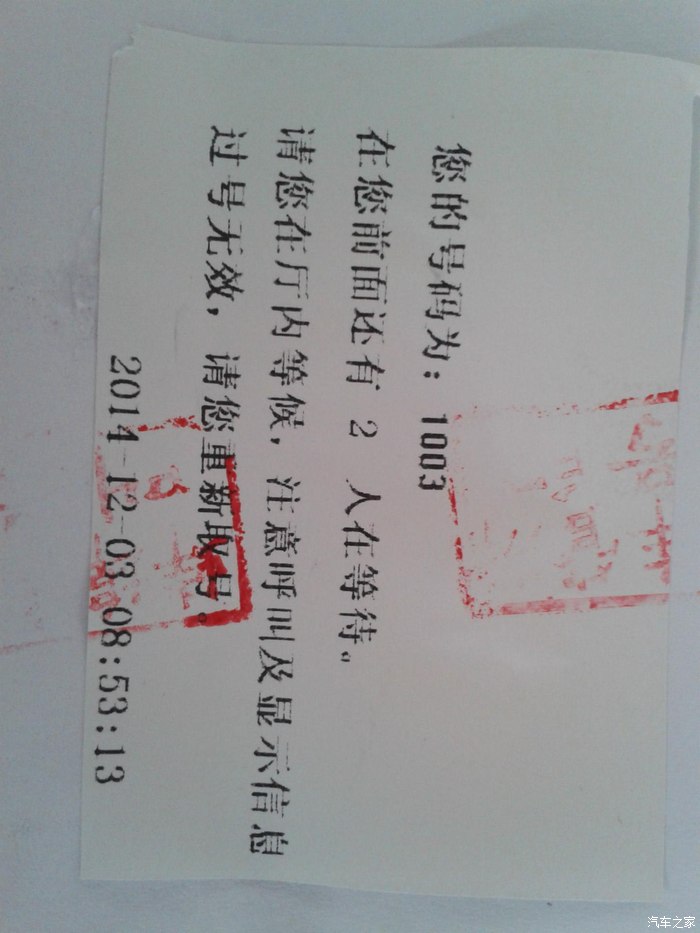 您的号码为：1003
在您前面还有 2 人在等待。
请您在厅内等候，注意呼叫及显示信息
过号无效，请您重新取号。
2014-12-03 08:53:13
汽车之家